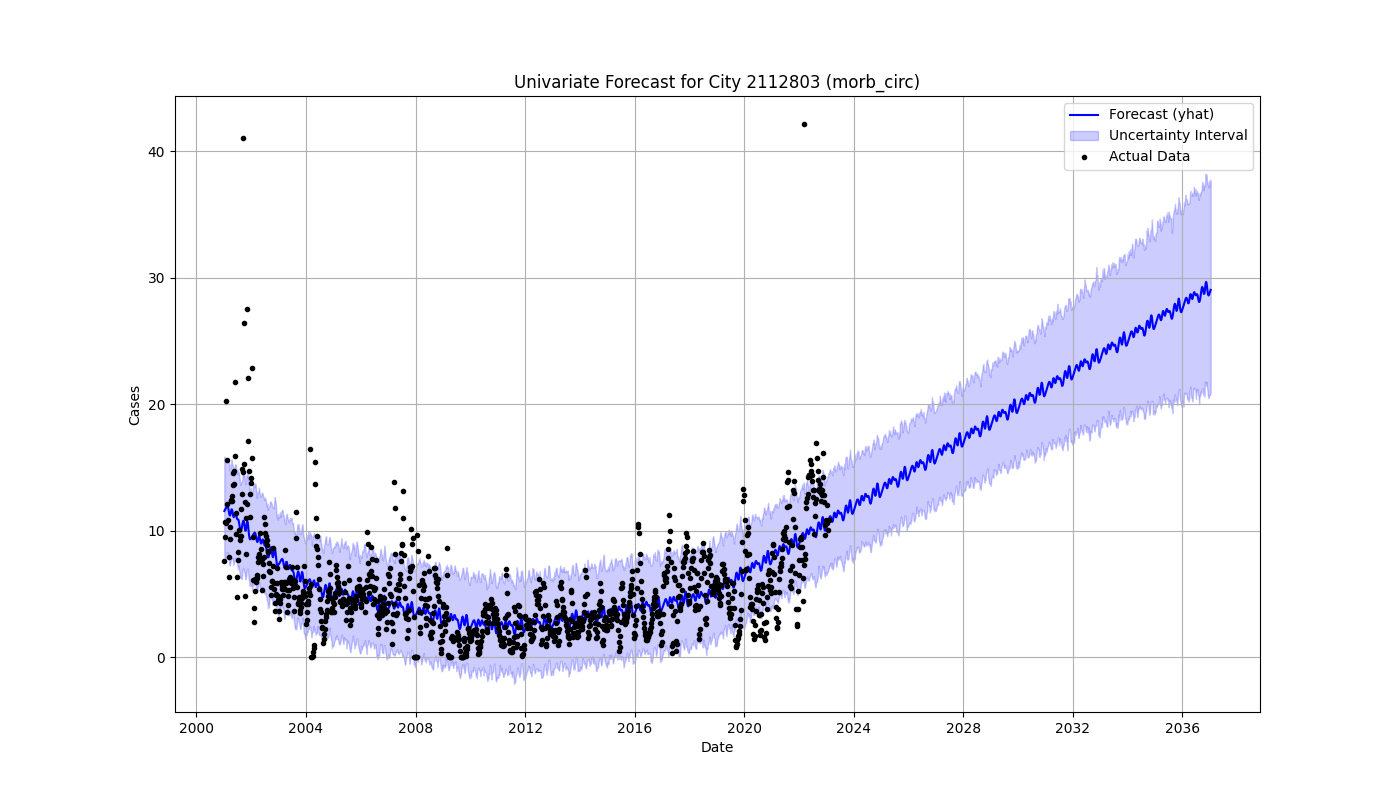 Univariate Forecast for City 2112803 (morb_circ)
Forecast (yhat)
Uncertainty Interval
Actual Data
Cases
40
30
20
10
0
2000 2004 2008 2012 2016 2020 2024 2028 2032 2036
Date